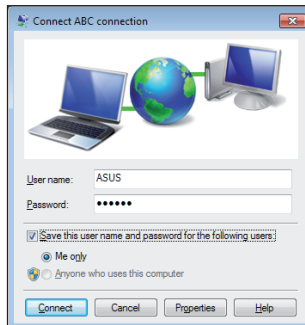 Connect ABC connection
User name: ASUS
Password: ••••••
Save this user name and password for the following users:
Me only
Anyone who uses this computer
Connect Cancel Properties Help